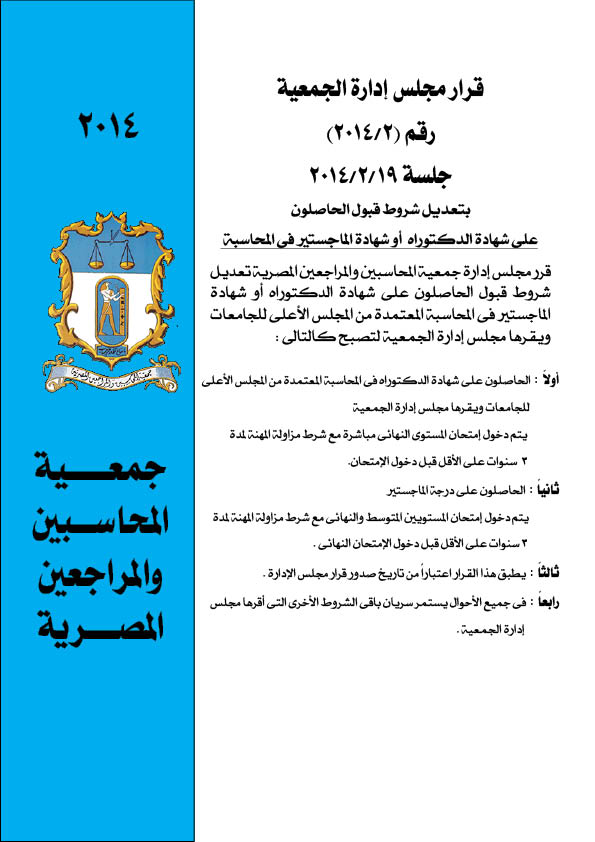 ٢٠١٤
جمعية المحاسبين والمراجعين المصرية
جمعــــية
المحاسـبين
والمراجعين
المصــرية
قرار مجلس إدارة الجمعية
رقم (٢٠١٤/٢)
جلسة ٢٠١٤/٢/١٩
بتعديل شروط قبول الحاصلون
على شهادة الدكتوراه أو شهادة الماجستير فى المحاسبة
قرر مجلس إدارة جمعية المحاسبين والمراجعين المصرية تعديل
شروط قبول الحاصلون على شهادة الدكتوراه أو شهادة
الماجستير فى المحاسبة المعتمدة من المجلس الأعلى للجامعات
ويقرها مجلس إدارة الجمعية لتصبح كالتالى :
أولاً : الحاصلون على شهادة الدكتوراه فى المحاسبة المعتمدة من المجلس الأعلى
للجامعات ويقرها مجلس إدارة الجمعية
يتم دخول إمتحان المستوى النهائى مباشرة مع شرط مزاولة المهنة لمدة
٣ سنوات على الأقل قبل دخول الإمتحان.
ثانياً : الحاصلون على درجة الماجستير
يتم دخول إمتحان المستويين المتوسط والنهائى مع شرط مزاولة المهنة لمدة
٣ سنوات على الأقل قبل دخول الإمتحان النهائى .
ثالثاً : يطبق هذا القرار اعتباراً من تاريخ صدور قرار مجلس الإدارة .
رابعاً : فى جميع الأحوال يستمر سريان باقى الشروط الأخرى التى أقرها مجلس
إدارة الجمعية .